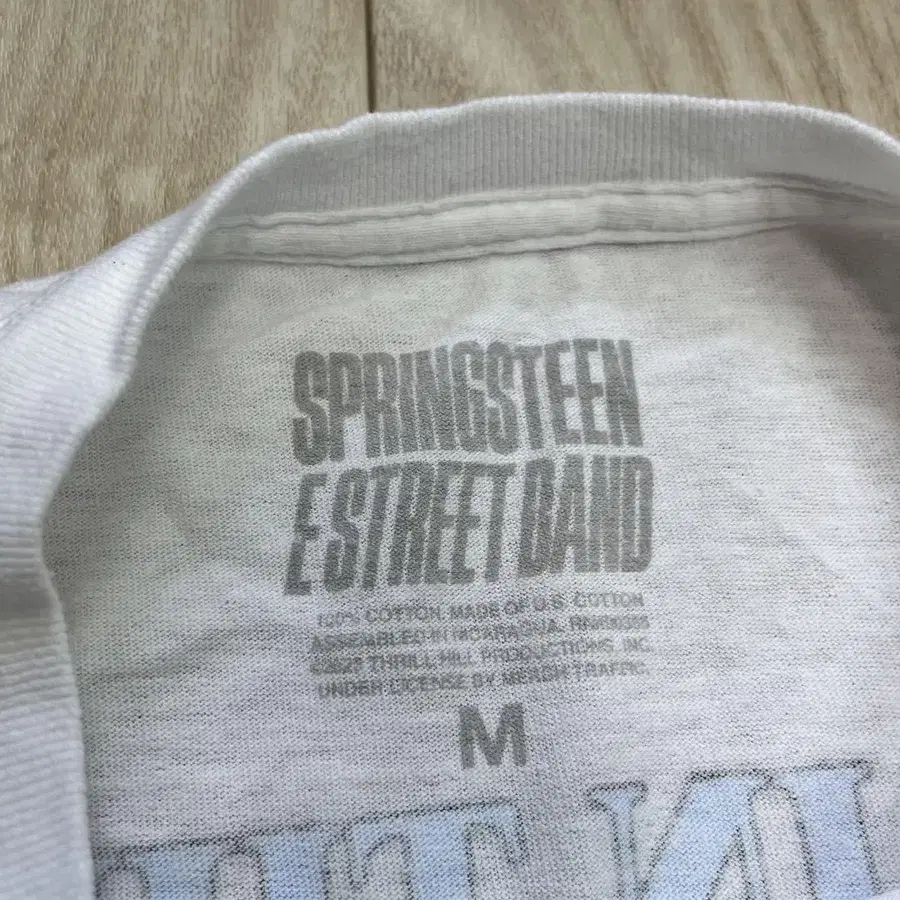 SPRINGSTEEN
E STREET BAND
100% COTTON MADE OF U.S. COTTON
ASSEMBLED IN NICARAGUA.
THRILL HILL PRODUCTIONS, INC.
UNDER LICENSE BY MERCH TRAFFIC.
M